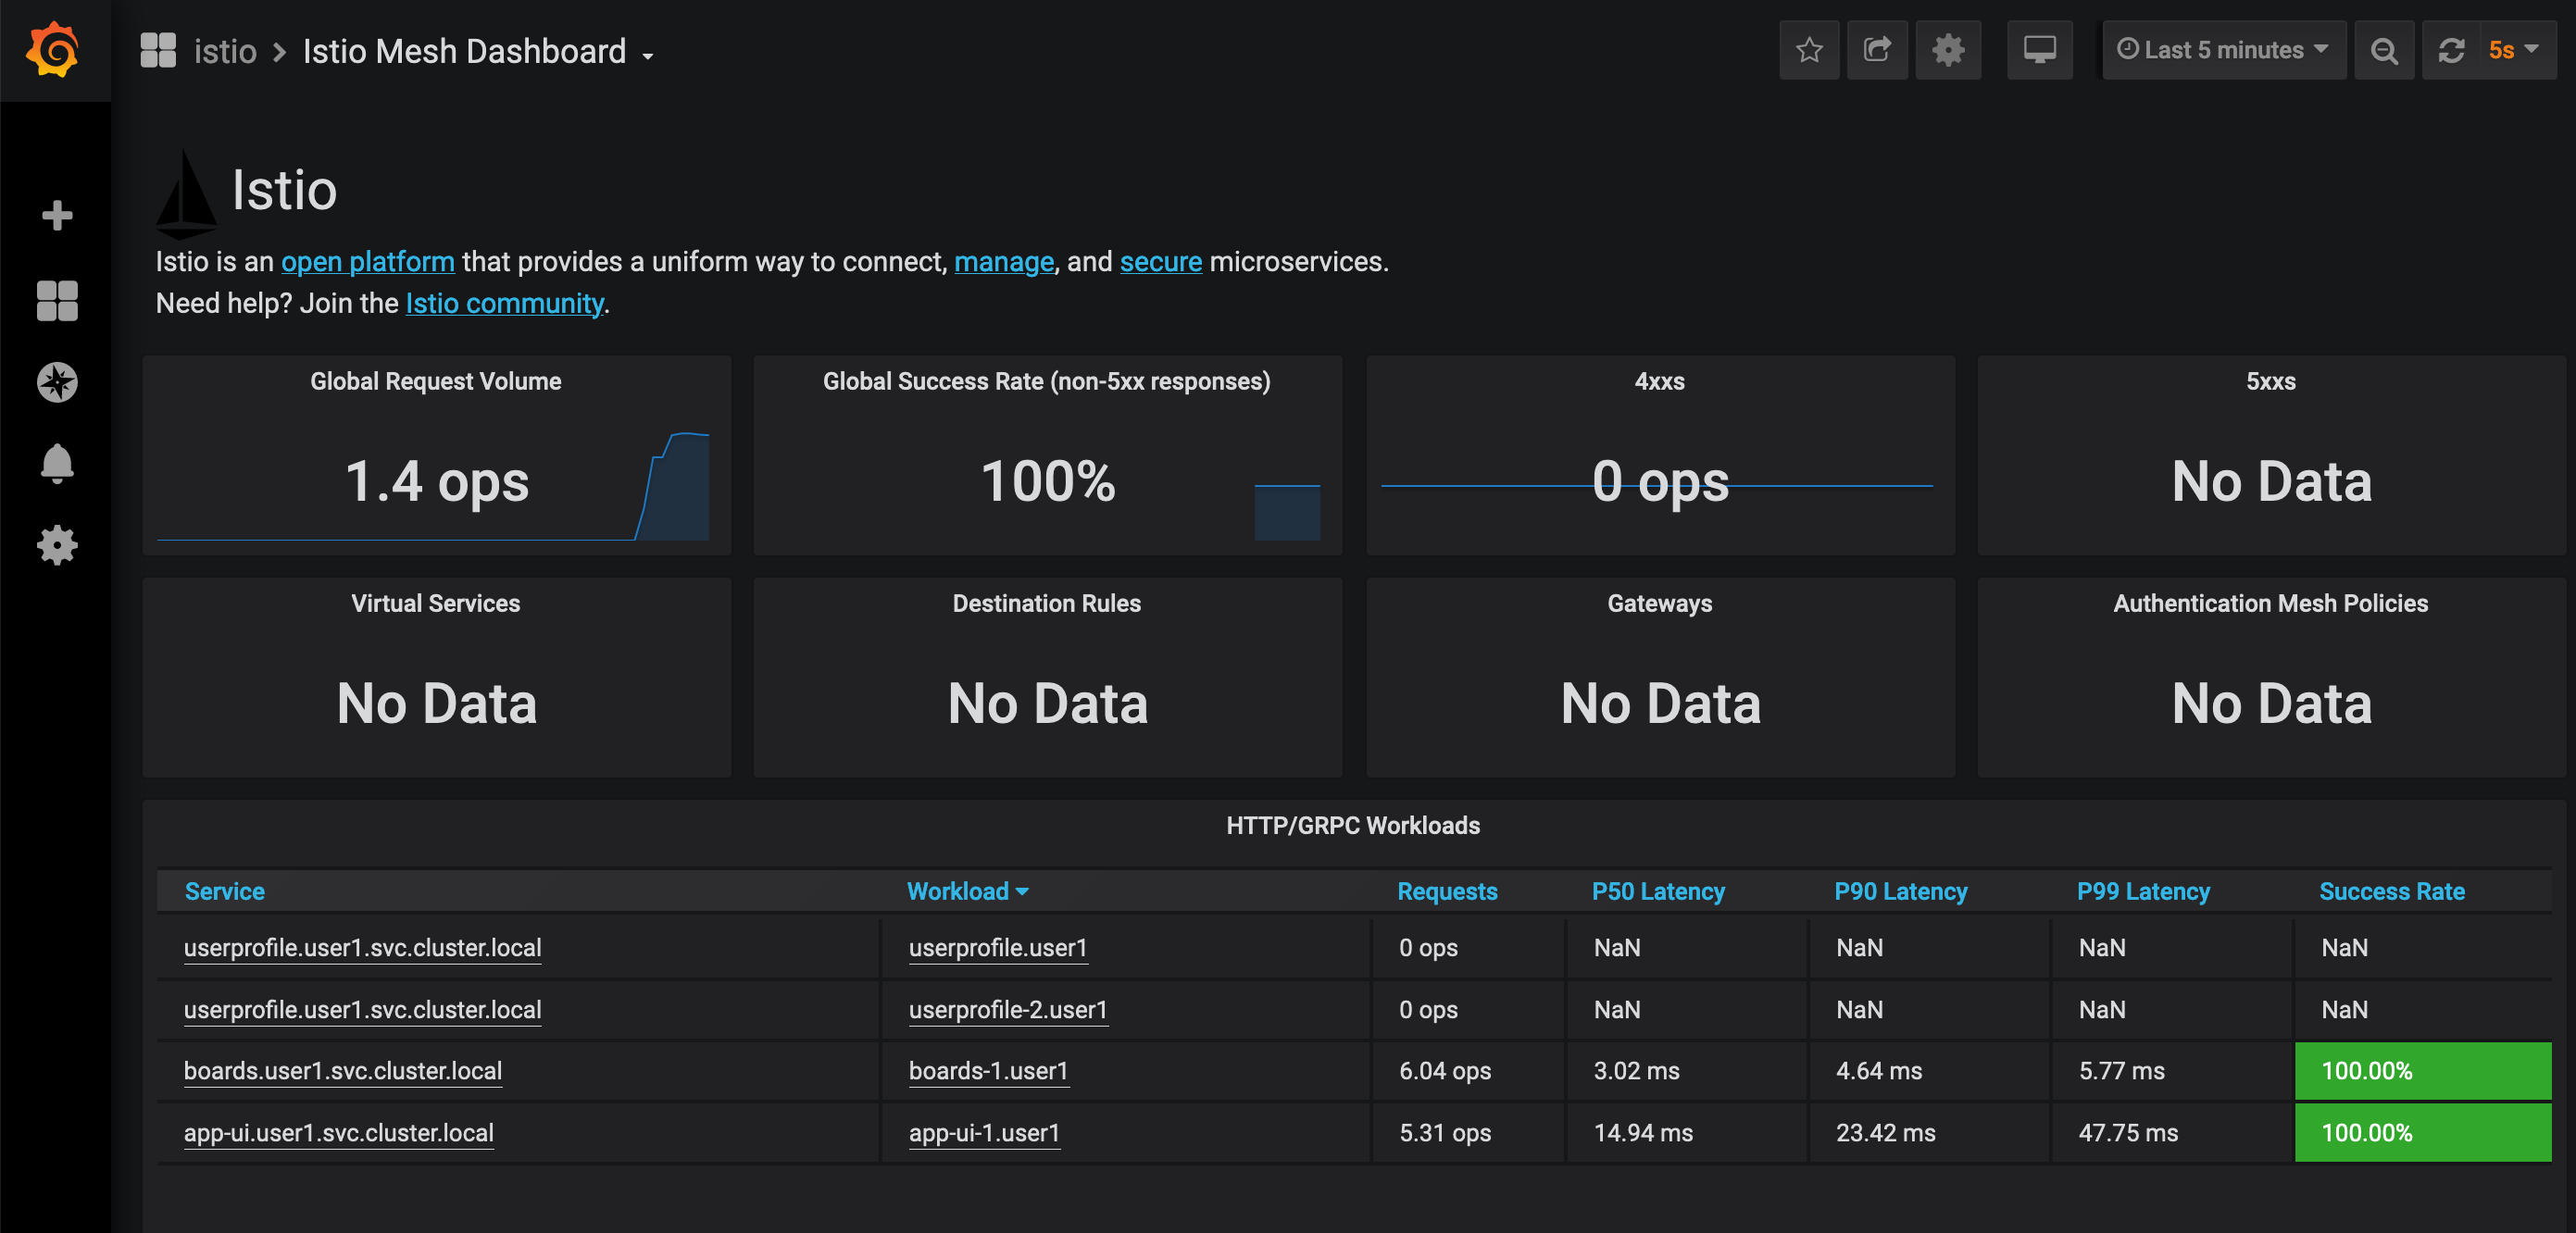 istio > Istio Mesh Dashboard
Last 5 minutes
5s
Istio
Istio is an open platform that provides a uniform way to connect, manage, and secure microservices.
Need help? Join the Istio community.
Global Request Volume
1.4 ops
Global Success Rate (non-5xx responses)
100%
4xxs
0 ops
5xxs
No Data
Virtual Services
No Data
Destination Rules
No Data
Gateways
No Data
Authentication Mesh Policies
No Data
HTTP/GRPC Workloads
Service Workload Requests P50 Latency P90 Latency P99 Latency Success Rate
userprofile.user1.svc.cluster.local userprofile.user1 0 ops NaN NaN NaN NaN
userprofile.user1.svc.cluster.local userprofile-2.user1 0 ops NaN NaN NaN NaN
boards.user1.svc.cluster.local boards-1.user1 6.04 ops 3.02 ms 4.64 ms 5.77 ms 100.00%
app-ui.user1.svc.cluster.local app-ui-1.user1 5.31 ops 14.94 ms 23.42 ms 47.75 ms 100.00%